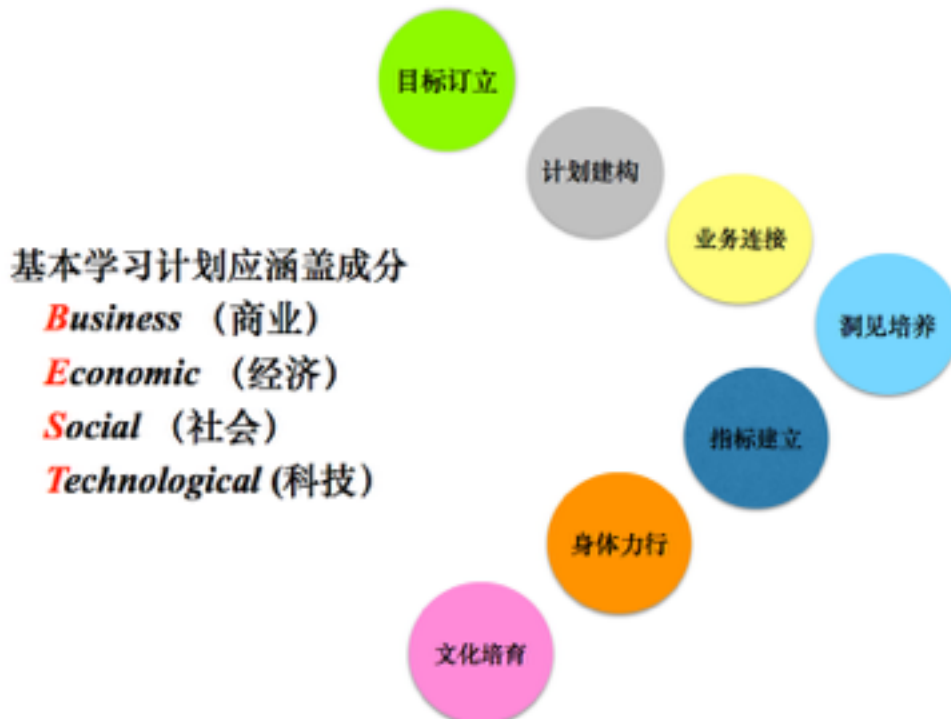 目标订立
计划建构
业务连接
洞见培养
指标建立
身体力行
文化培育
基本学习计划应涵盖成分
Business （商业）
Economic （经济）
Social （社会）
Technological (科技）